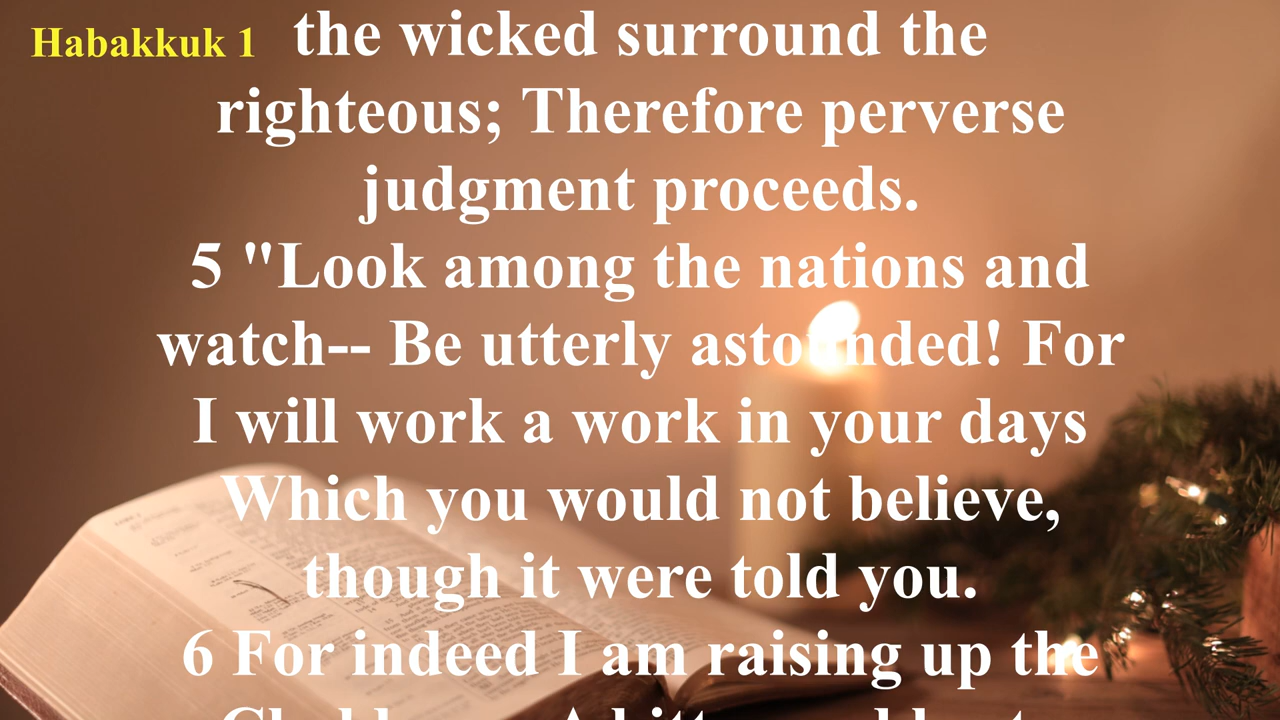 Habakkuk 1
the wicked surround the
righteous; Therefore perverse
judgment proceeds.
5 "Look among the nations and
watch-- Be utterly astounded! For
I will work a work in your days
Which you would not believe,
though it were told you.
6 For indeed I am raising up the